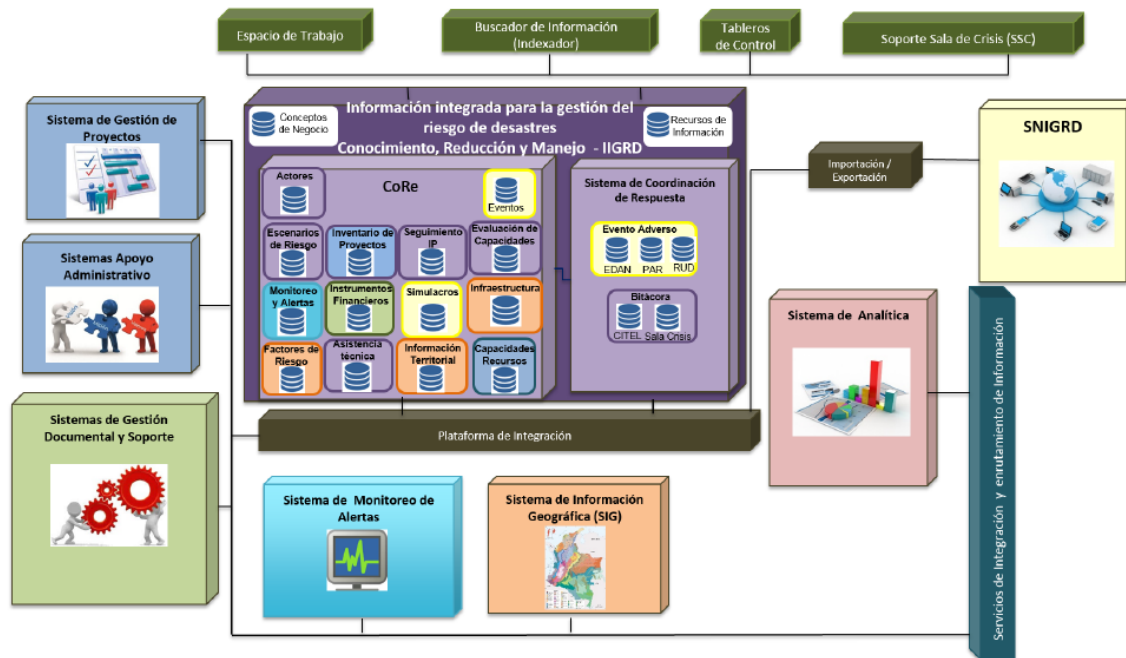 Espacio de Trabajo
Buscador de Información
(Indexador)
Tableros
de Control
Soporte Sala de Crisis (SSC)
Sistema de Gestión de
Proyectos
Sistemas Apoyo
Administrativo
Sistemas de Gestión
Documental y Soporte
Información integrada para la gestión del
riesgo de desastres
Conocimiento, Reducción y Manejo - IIGRD
Conceptos
de Negocio
Recursos de
Información
CoRe
Actores
Eventos
Escenarios
de Riesgo
Inventario de
Proyectos
Seguimiento
IP
Evaluación de
Capacidades
Monitoreo
y Alertas
Instrumentos
Financieros
Simulacros
Infraestructura
Factores de
Riesgo
Asistencia
técnica
Información
Territorial
Capacidades
Recursos
Sistema de Coordinación
de Respuesta
Evento Adverso
EDAN
PAR
RUD
Bitácora
CITEL
Sala Crisis
Importación /
Exportación
SNIGRD
Sistema de Analítica
Plataforma de Integración
Sistema de Monitoreo de
Alertas
Sistema de Información
Geográfica (SIG)
Servicios de Integración y enrutamiento de Información